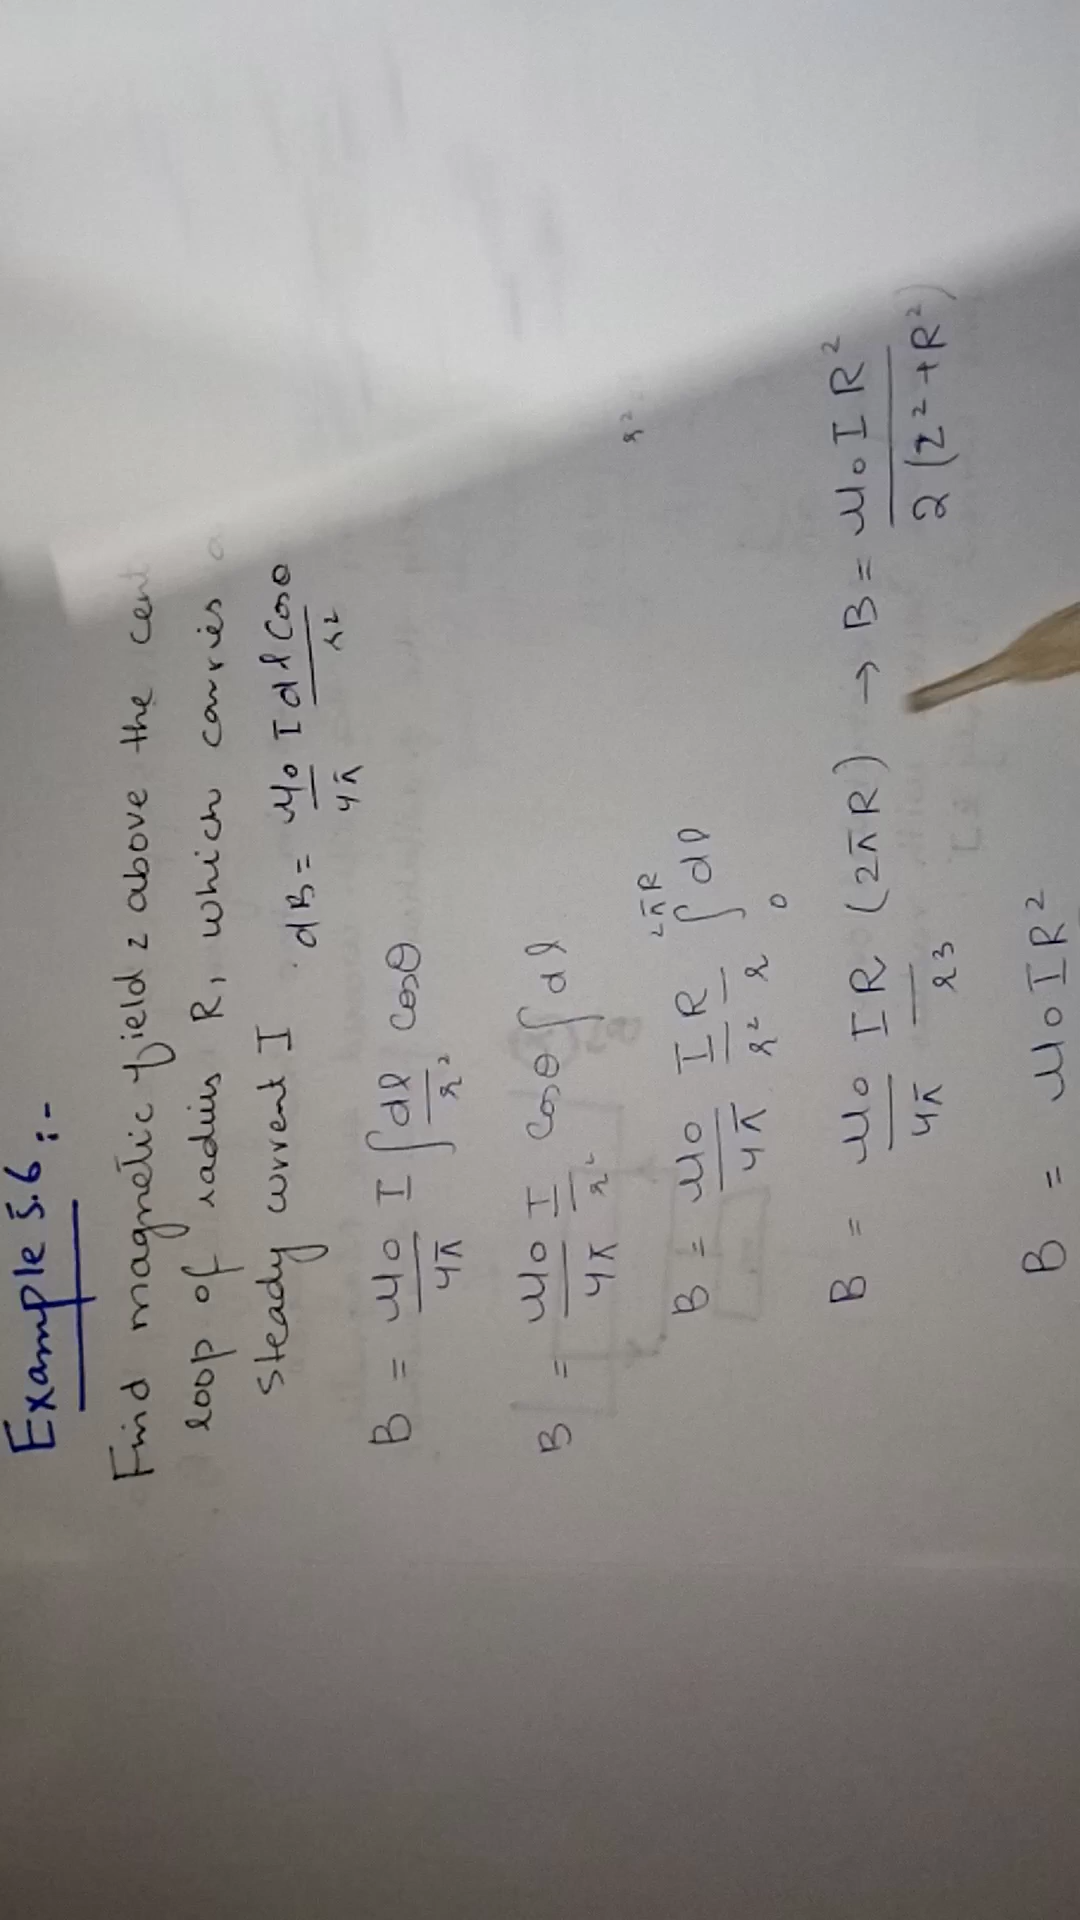 Example 5.6 :-
Find magnetic field z above the cent
loop of radius R, which carries a
Steady current I . dB = μ0/4π I dl Cosθ/r²
B = μ0/4π I ∫ dl/r² cosθ
B = μ0/4π I/r² cosθ ∫ dl
B = μ0/4π I/r² R/r ∫₀^2πR dl
B = μ0/4π IR/r³ (2πR) → B = μ0IR²/2(z²+R²)
B = μ0IR²